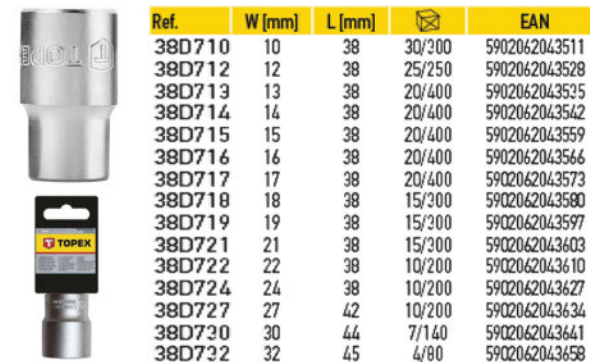 Ref. W [mm] L [mm] EAN
38D710 10 38 30/300 5902062043511
38D712 12 38 25/250 5902062043528
38D713 13 38 20/400 5902062043535
38D714 14 38 20/400 5902062043542
38D715 15 38 20/400 5902062043559
38D716 16 38 20/400 5902062043566
38D717 17 38 20/400 5902062043573
38D718 18 38 15/300 5902062043580
38D719 19 38 15/300 5902062043597
38D721 21 38 15/300 5902062043603
38D722 22 38 10/200 5902062043610
38D724 24 38 10/200 5902062043627
38D727 27 42 10/200 5902062043634
38D730 30 44 7/140 5902062043641
38D732 32 45 4/80 5902062043658
TOPEX